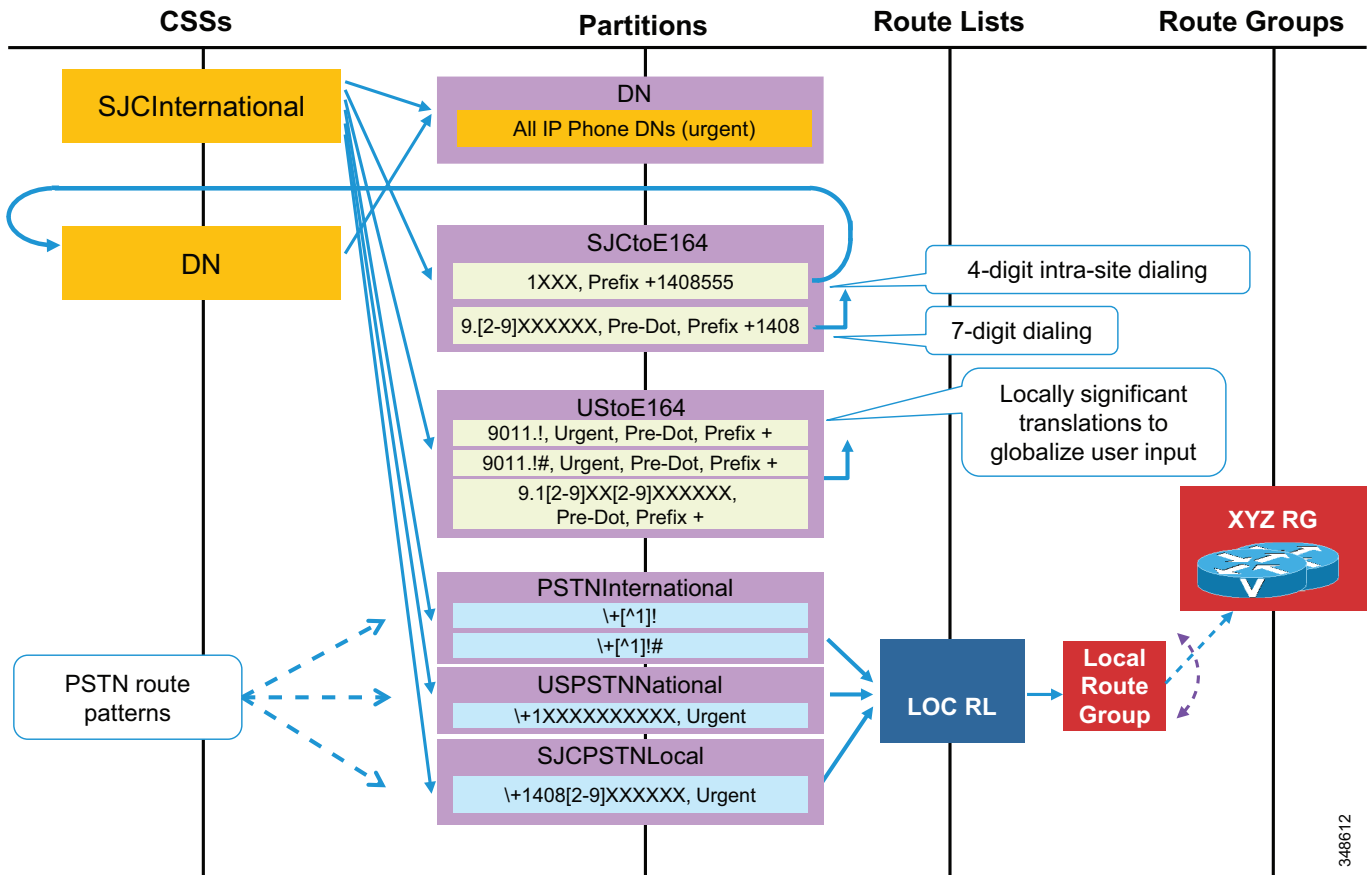 CSSs
Partitions
Route Lists
Route Groups
SJCInternational
DN
DN
All IP Phone DNs (urgent)
SJCtoE164
1XXX, Prefix +1408555
9.[2-9]XXXXXX, Pre-Dot, Prefix +1408
4-digit intra-site dialing
7-digit dialing
UStoE164
9011.!, Urgent, Pre-Dot, Prefix +
9011.!#, Urgent, Pre-Dot, Prefix +
9.1[2-9]XX[2-9]XXXXXX,
Pre-Dot, Prefix +
Locally significant
translations to
globalize user input
XYZ RG
V
PSTN route
patterns
PSTNInternational
\+[^1]!
\+[^1]!#
USPSTNNational
\+1XXXXXXXXXX, Urgent
SJCPSTNLocal
\+1408[2-9]XXXXXX, Urgent
LOC RL
Local
Route
Group
348612